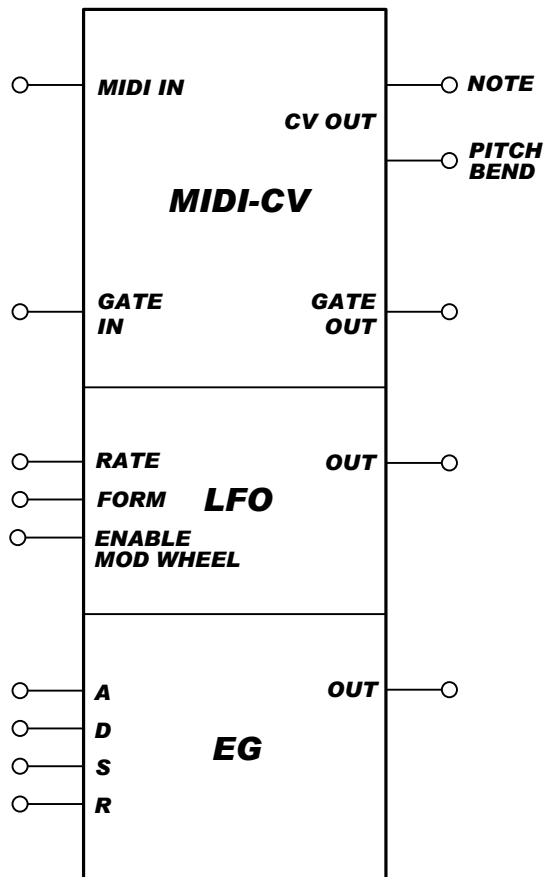 MIDI IN
NOTE
CV OUT
PITCH
BEND
MIDI-CV
GATE
IN
GATE
OUT
RATE
OUT
FORM
LFO
ENABLE
MOD WHEEL
A
OUT
D
EG
S
R